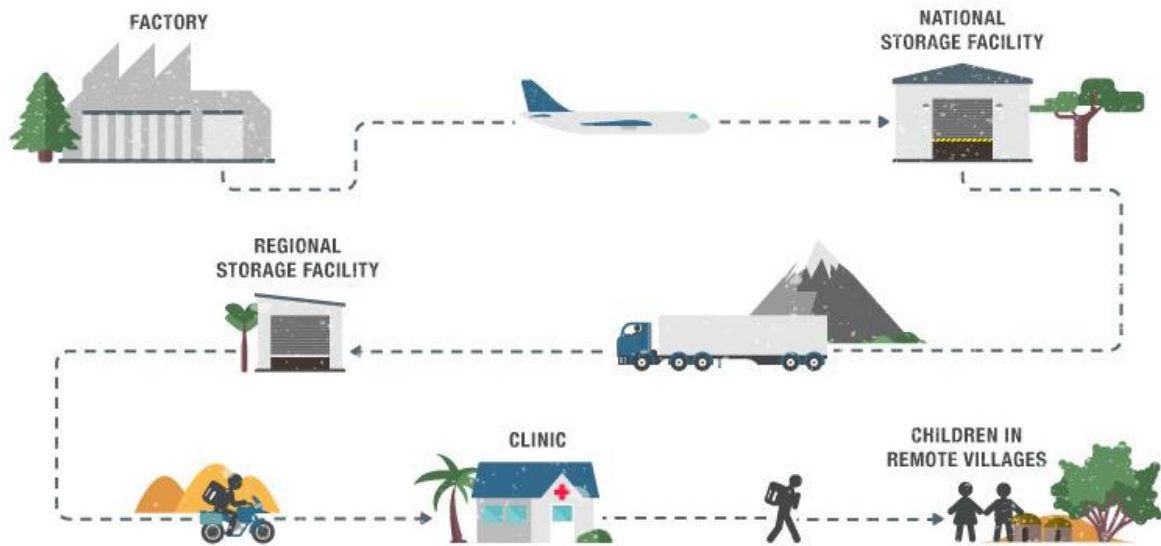 FACTORY
NATIONAL
STORAGE FACILITY
REGIONAL
STORAGE FACILITY
CLINIC
CHILDREN IN
REMOTE VILLAGES